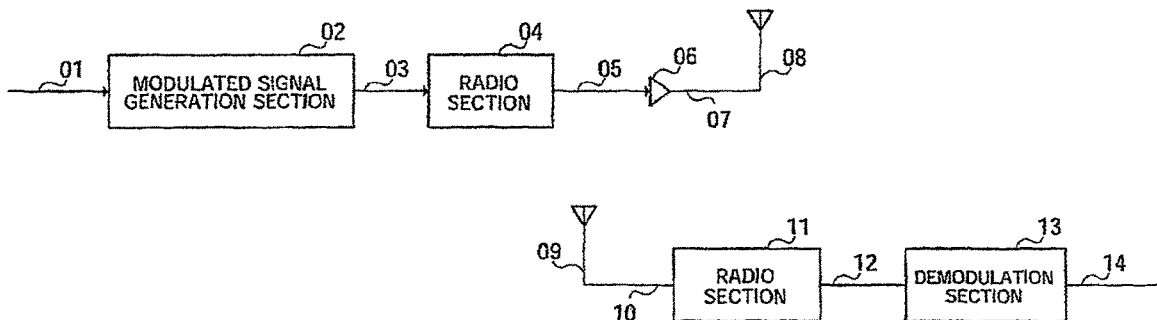 01
02
MODULATED SIGNAL
GENERATION SECTION
03
04
RADIO
SECTION
05
06
07
08
09
10
11
RADIO
SECTION
12
13
DEMODULATION
SECTION
14